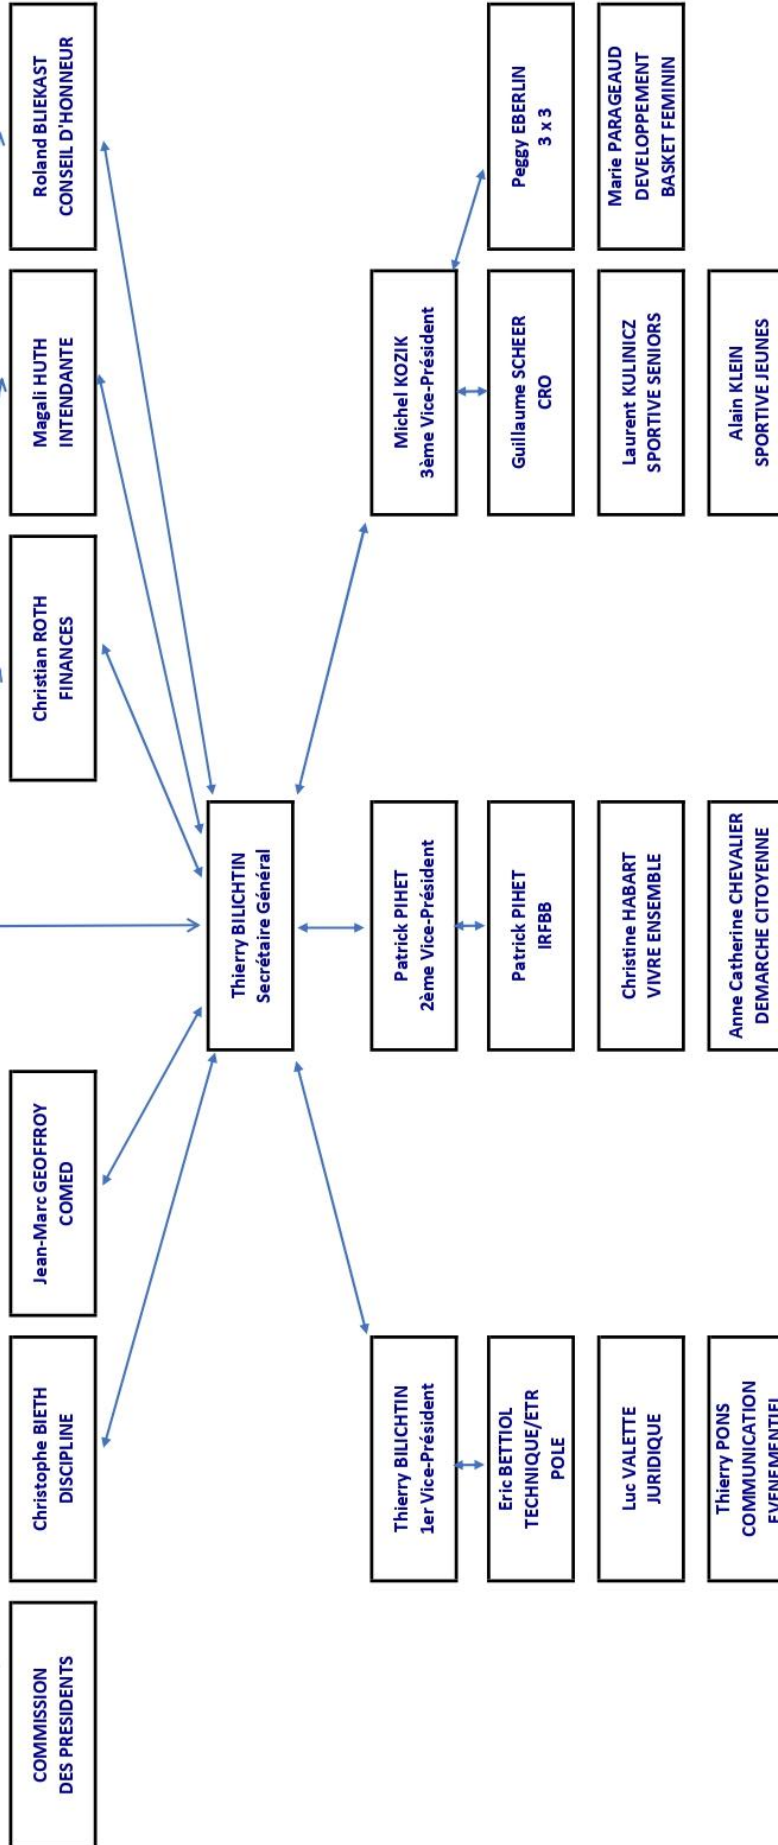 COMMISSION
DES PRESIDENTS
Christophe BIETH
DISCIPLINE
Jean-Marc GEOFFROY
COMED
Christian ROTH
FINANCES
Magali HUTH
INTENDANTE
Roland BLIEKAST
CONSEIL D'HONNEUR
Thierry BILICHTIN
Secrétaire Général
Thierry BILICHTIN
1er Vice-Président
Patrick PIHET
2ème Vice-Président
Michel KOZIK
3ème Vice-Président
Eric BETTIOL
TECHNIQUE/ETR
POLE
Patrick PIHET
IRFBB
Guillaume SCHEER
CRO
Peggy EBERLIN
3 x 3
Luc VALETTE
JURIDIQUE
Christine HABART
VIVRE ENSEMBLE
Laurent KULINICZ
SPORTIVE SENIORS
Marie PARAGEAUD
DEVELOPPEMENT
BASKET FEMININ
Thierry PONS
COMMUNICATION
EVENEMENTIEL
Anne Catherine CHEVALIER
DEMARCHE CITOYENNE
Alain KLEIN
SPORTIVE JEUNES